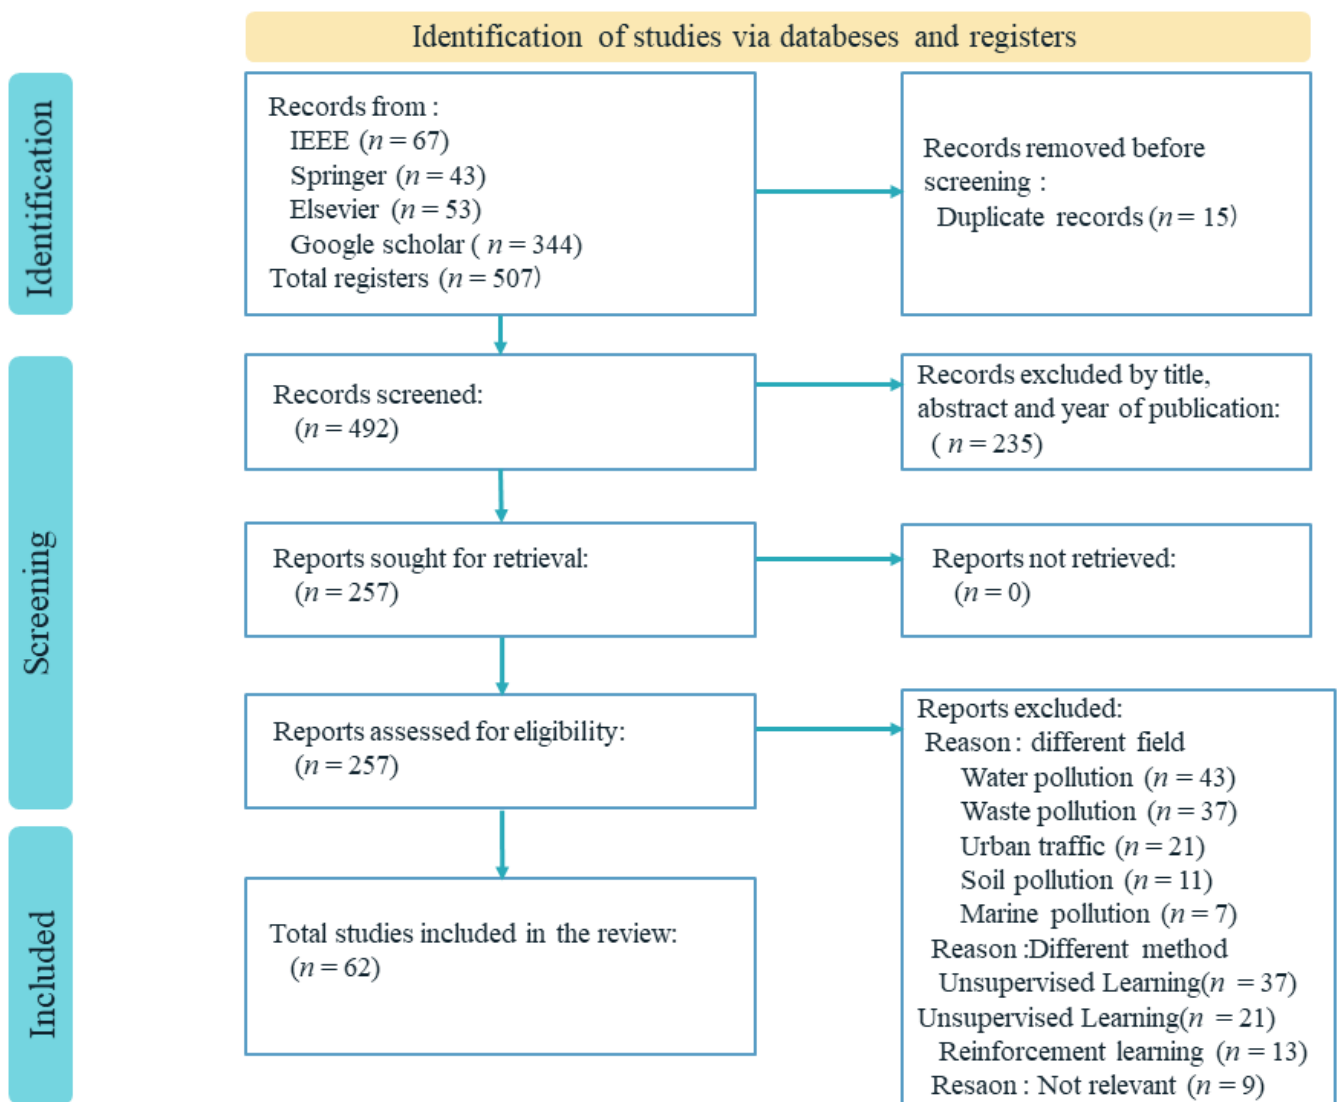 Identification of studies via databeses and registers
Identification
Records from :
IEEE (n = 67)
Springer (n = 43)
Elsevier (n = 53)
Google scholar ( n = 344)
Total registers (n = 507)
Records removed before
screening :
Duplicate records (n = 15)
Screening
Records screened:
(n = 492)
Records excluded by title,
abstract and year of publication:
( n = 235)
Reports sought for retrieval:
(n = 257)
Reports not retrieved:
(n = 0)
Reports assessed for eligibility:
(n = 257)
Reports excluded:
Reason : different field
Water pollution (n = 43)
Waste pollution (n = 37)
Urban traffic (n = 21)
Soil pollution (n = 11)
Marine pollution (n = 7)
Reason :Different method
Unsupervised Learning(n = 37)
Unsupervised Learning(n = 21)
Reinforcement learning (n = 13)
Resaon : Not relevant (n = 9)
Included
Total studies included in the review:
(n = 62)